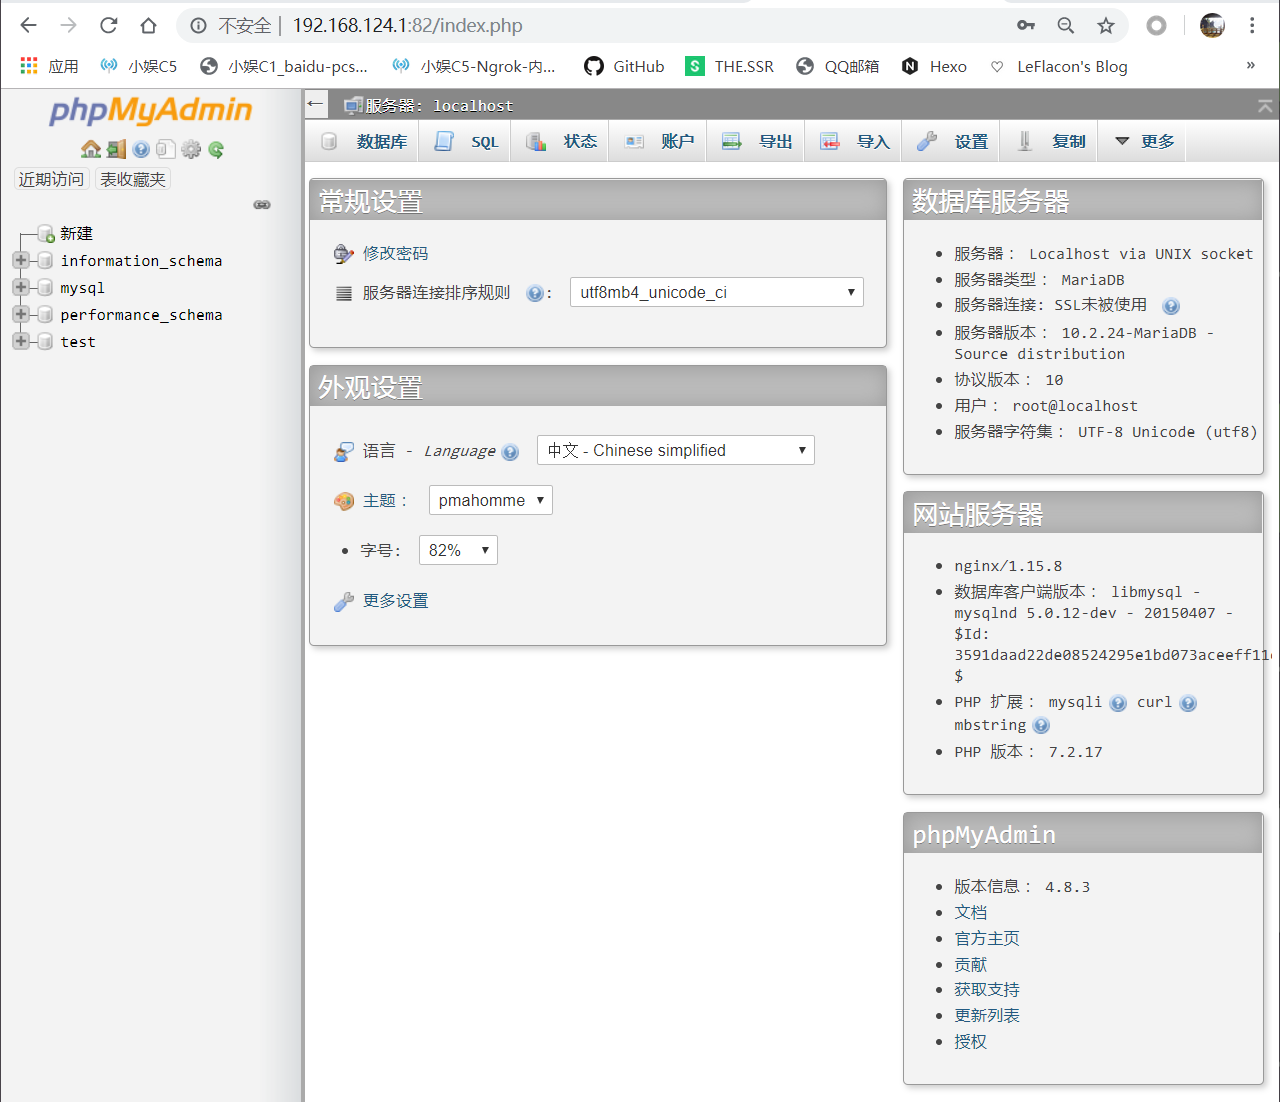 不安全 | 192.168.124.1:82/index.php
应用 小娱C5 小娱C1_baidu-pcs... 小娱C5-Ngrok-内... GitHub THE.SSR QQ邮箱 Hexo LeFlacon's Blog »
phpMyAdmin
近期访问 表收藏夹
新建
information_schema
mysql
performance_schema
test
服务器: localhost
数据库 SQL 状态 账户 导出 导入 设置 复制 更多
常规设置
修改密码
服务器连接排序规则 : utf8mb4_unicode_ci
外观设置
语言 - Language 中文 - Chinese simplified
主题： pmahomme
字号: 82%
更多设置
数据库服务器
服务器： Localhost via UNIX socket
服务器类型： MariaDB
服务器连接: SSL未被使用
服务器版本： 10.2.24-MariaDB -
Source distribution
协议版本： 10
用户： root@localhost
服务器字符集： UTF-8 Unicode (utf8)
网站服务器
nginx/1.15.8
数据库客户端版本： libmysql -
mysqlnd 5.0.12-dev - 20150407 -
$Id:
3591daad22de08524295e1bd073aceeff11
$
PHP 扩展： mysqli curl
mbstring
PHP 版本： 7.2.17
phpMyAdmin
版本信息： 4.8.3
文档
官方主页
贡献
获取支持
更新列表
授权